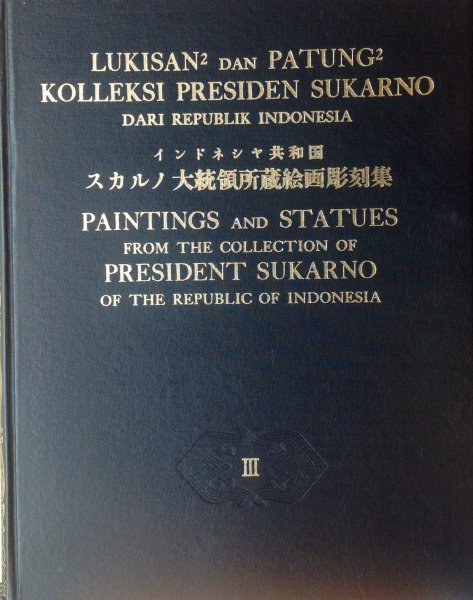 LUKISAN² DAN PATUNG²
KOLLEKSI PRESIDEN SUKARNO
DARI REPUBLIK INDONESIA
インドネシヤ共和国
スカルノ大統領所蔵絵画彫刻集
PAINTINGS AND STATUES
FROM THE COLLECTION OF
PRESIDENT SUKARNO
OF THE REPUBLIC OF INDONESIA
III